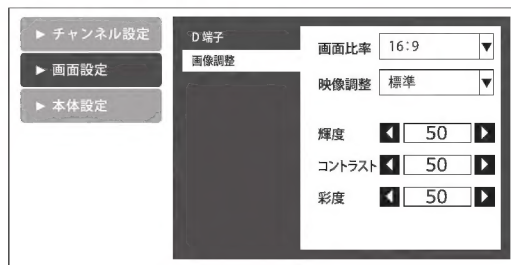 ▶ チャンネル設定
▶ 画面設定
▶ 本体設定
D 端子
画像調整
画面比率 16:9 ▼
映像調整 標準 ▼
輝度 ◀ 50 ▶
コントラスト ◀ 50 ▶
彩度 ◀ 50 ▶